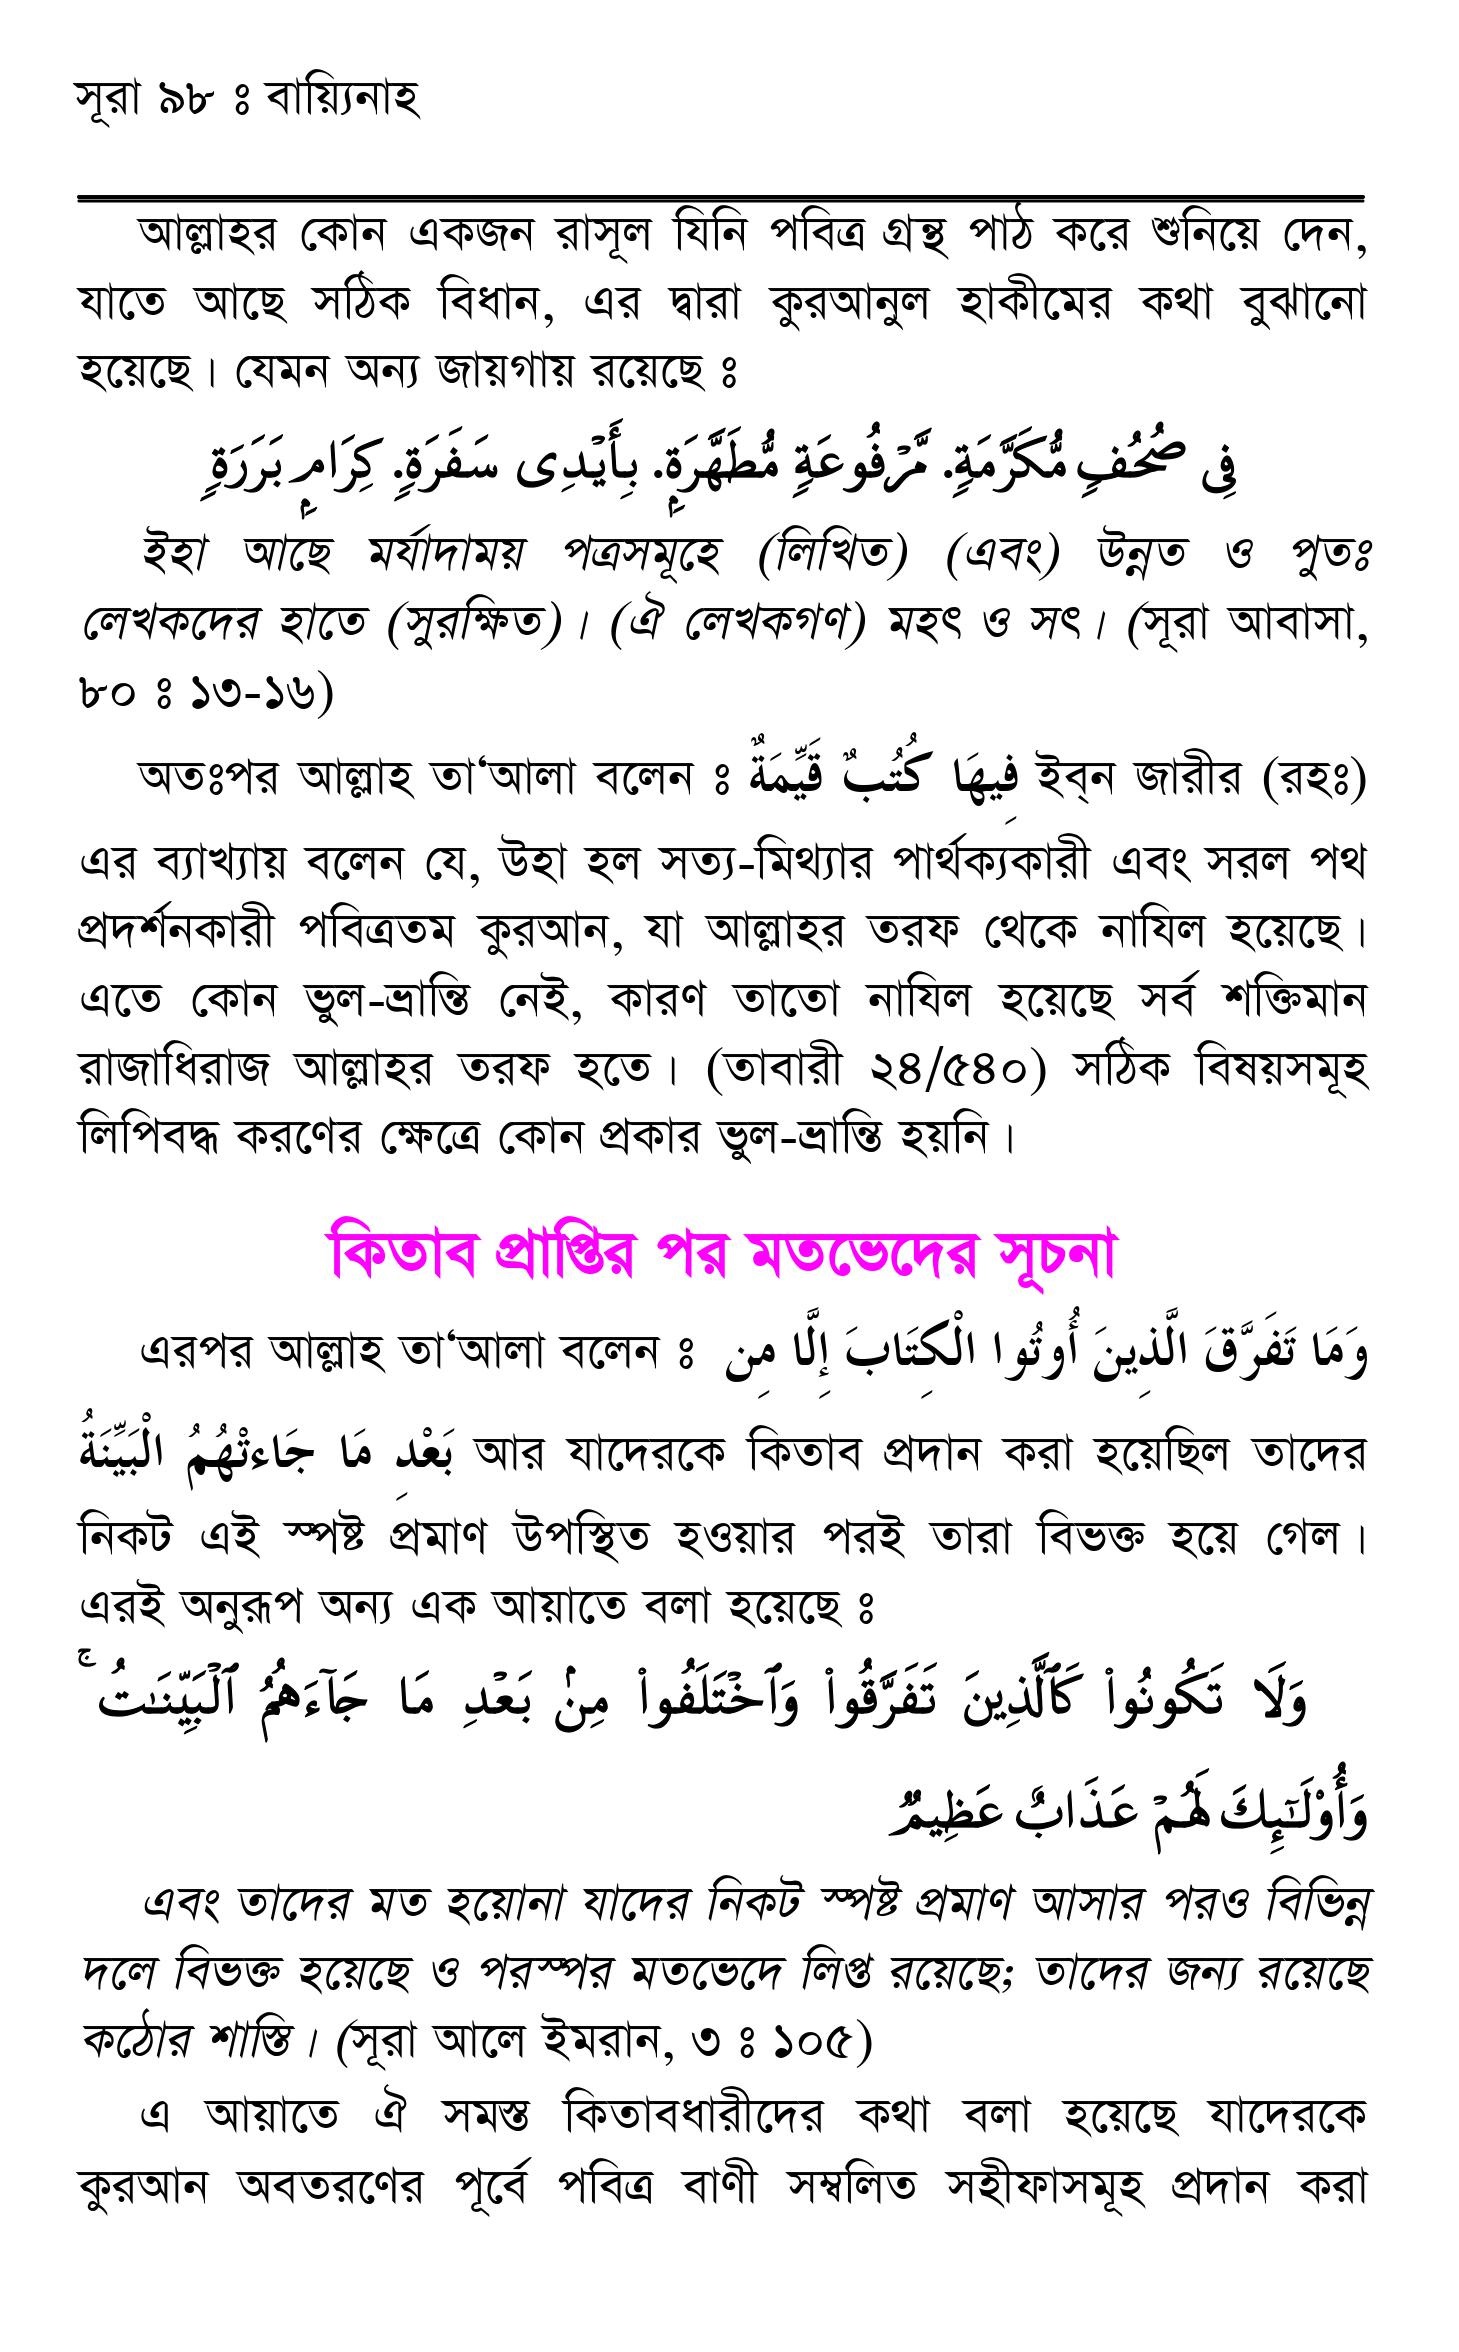 সূরা ৯৮ ঃ বায়্যিনাহ
আল্লাহর কোন একজন রাসূল যিনি পবিত্র গ্রন্থ পাঠ করে শুনিয়ে দেন,
যাতে আছে সঠিক বিধান, এর দ্বারা কুরআনুল হাকীমের কথা বুঝানো
হয়েছে। যেমন অন্য জায়গায় রয়েছে ঃ
فِى صُحُفٍ مُّكَرَّمَةٍ. مَّرْفُوعَةٍ مُّطَهَّرَةٍۭ. بِأَيْدِى سَفَرَةٍ. كِرَامٍۭ بَرَرَةٍ
ইহা আছে মর্যাদাময় পত্রসমূহে (লিখিত) (এবং) উন্নত ও পুতঃ
লেখকদের হাতে (সুরক্ষিত)। (ঐ লেখকগণ) মহৎ ও সৎ। (সূরা আবাসা,
৮০ ঃ ১৩-১৬)
অতঃপর আল্লাহ তা‘আলা বলেন ঃ فِيهَا كُتُبٌ قَيِّمَةٌ ইব্‌ন জারীর (রহঃ)
এর ব্যাখ্যায় বলেন যে, উহা হল সত্য-মিথ্যার পার্থক্যকারী এবং সরল পথ
প্রদর্শনকারী পবিত্রতম কুরআন, যা আল্লাহর তরফ থেকে নাযিল হয়েছে।
এতে কোন ভুল-ভ্রান্তি নেই, কারণ তাতো নাযিল হয়েছে সর্ব শক্তিমান
রাজাধিরাজ আল্লাহর তরফ হতে। (তাবারী ২৪/৫৪০) সঠিক বিষয়সমূহ
লিপিবদ্ধ করণের ক্ষেত্রে কোন প্রকার ভুল-ভ্রান্তি হয়নি।
কিতাব প্রাপ্তির পর মতভেদের সূচনা
এরপর আল্লাহ তা‘আলা বলেন ঃ وَمَا تَفَرَّقَ الَّذِينَ أُوتُوا الْكِتَابَ إِلَّا مِن
بَعْدِ مَا جَاءتْهُمُ الْبَيِّنَةُ আর যাদেরকে কিতাব প্রদান করা হয়েছিল তাদের
নিকট এই স্পষ্ট প্রমাণ উপস্থিত হওয়ার পরই তারা বিভক্ত হয়ে গেল।
এরই অনুরূপ অন্য এক আয়াতে বলা হয়েছে ঃ
وَلَا تَكُونُوا۟ كَٱلَّذِينَ تَفَرَّقُوا۟ وَٱخْتَلَفُوا۟ مِنۢ بَعْدِ مَا جَآءَهُمُ ٱلْبَيِّنَـٰتُ ۚ
وَأُو۟لَـٰٓئِكَ لَهُمْ عَذَابٌ عَظِيمٌ
এবং তাদের মত হয়োনা যাদের নিকট স্পষ্ট প্রমাণ আসার পরও বিভিন্ন
দলে বিভক্ত হয়েছে ও পরস্পর মতভেদে লিপ্ত রয়েছে; তাদের জন্য রয়েছে
কঠোর শাস্তি। (সূরা আলে ইমরান, ৩ ঃ ১০৫)
এ আয়াতে ঐ সমস্ত কিতাবধারীদের কথা বলা হয়েছে যাদেরকে
কুরআন অবতরণের পূর্বে পবিত্র বাণী সম্বলিত সহীফাসমূহ প্রদান করা